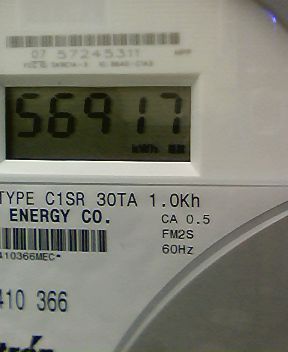 07 57245311
56917
kWh
TYPE C1SR 30TA 1.0Kh
ENERGY CO.
CA 0.5
FM2S
60Hz
410366MEC*
410 366